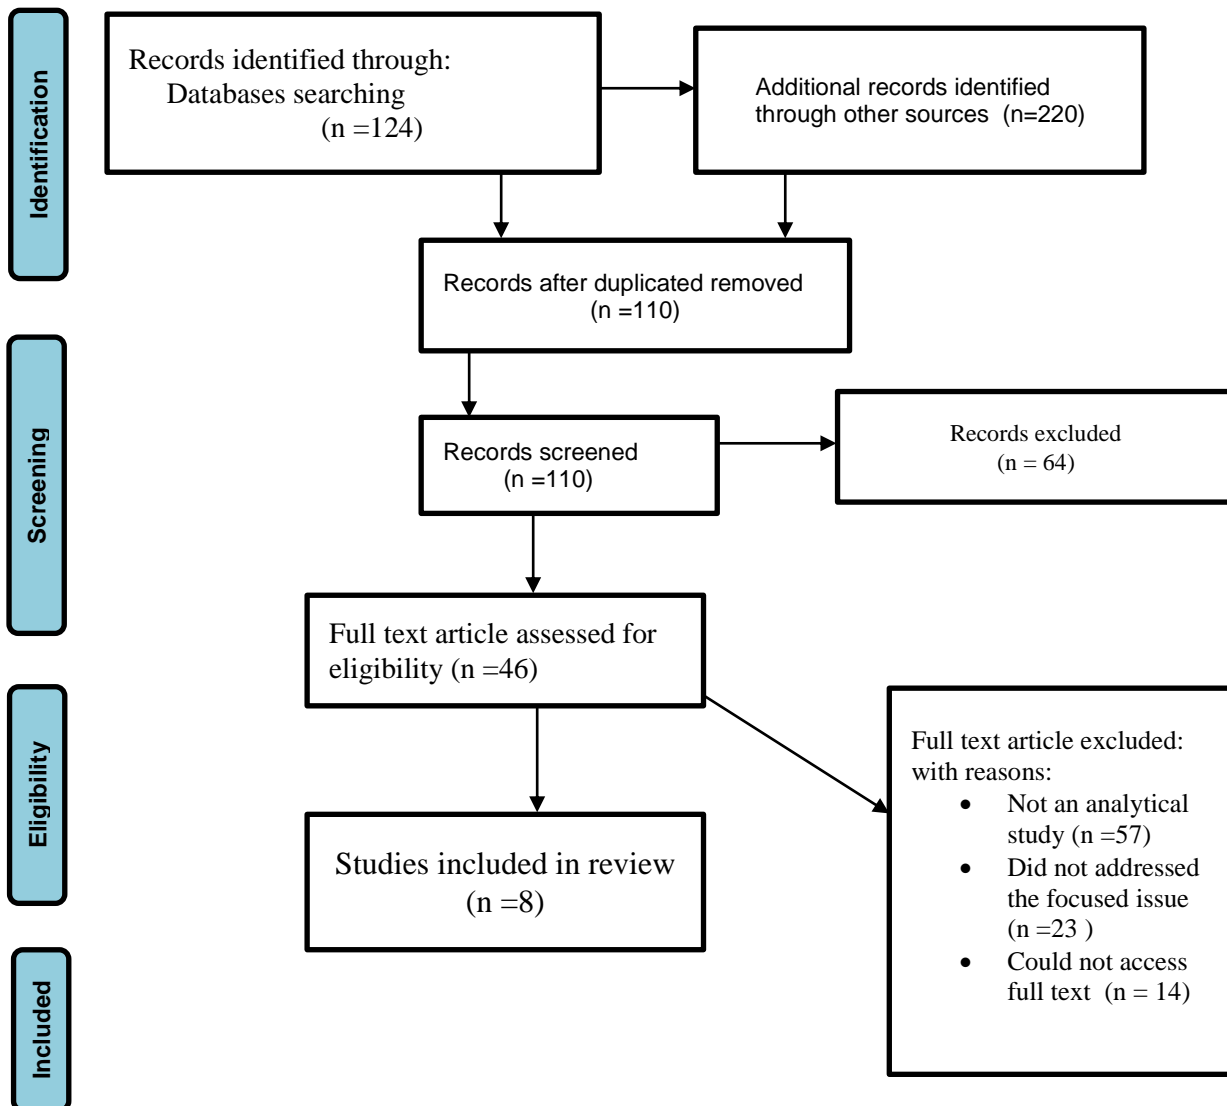 Identification
Records identified through:
Databases searching
(n =124)
Additional records identified
through other sources (n=220)
Records after duplicated removed
(n =110)
Screening
Records screened
(n =110)
Records excluded
(n = 64)
Full text article assessed for
eligibility (n =46)
Eligibility
Full text article excluded:
with reasons:
• Not an analytical
study (n =57)
• Did not addressed
the focused issue
(n =23 )
• Could not access
full text (n = 14)
Studies included in review
(n =8)
Included